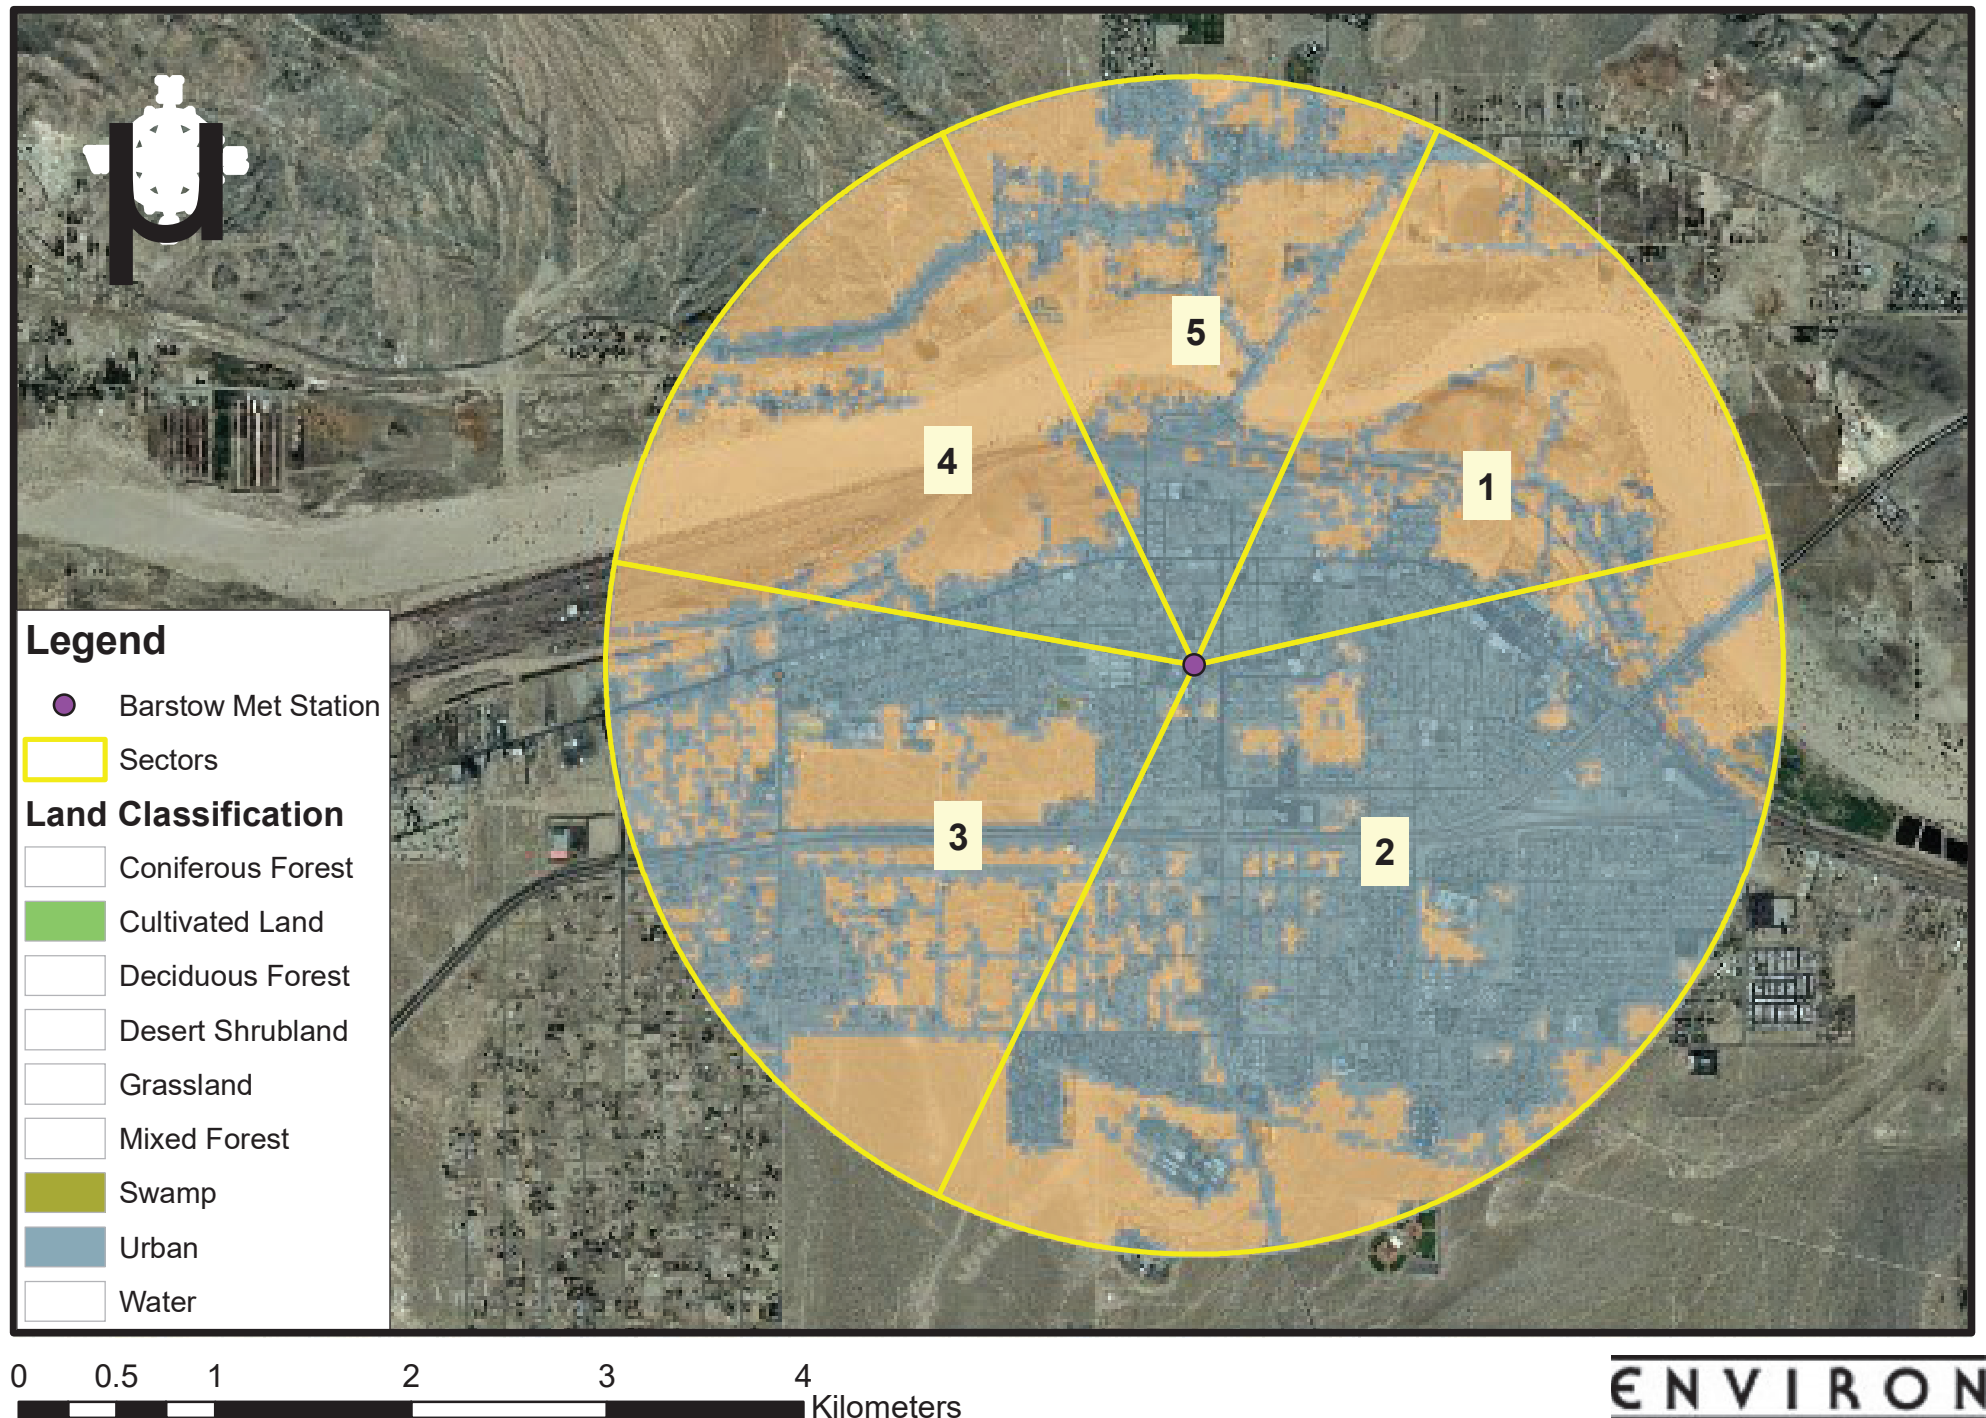 5
4
1
3
2
Legend
Barstow Met Station
Sectors
Land Classification
Coniferous Forest
Cultivated Land
Deciduous Forest
Desert Shrubland
Grassland
Mixed Forest
Swamp
Urban
Water
0 0.5 1 2 3 4
Kilometers
ENVIRON